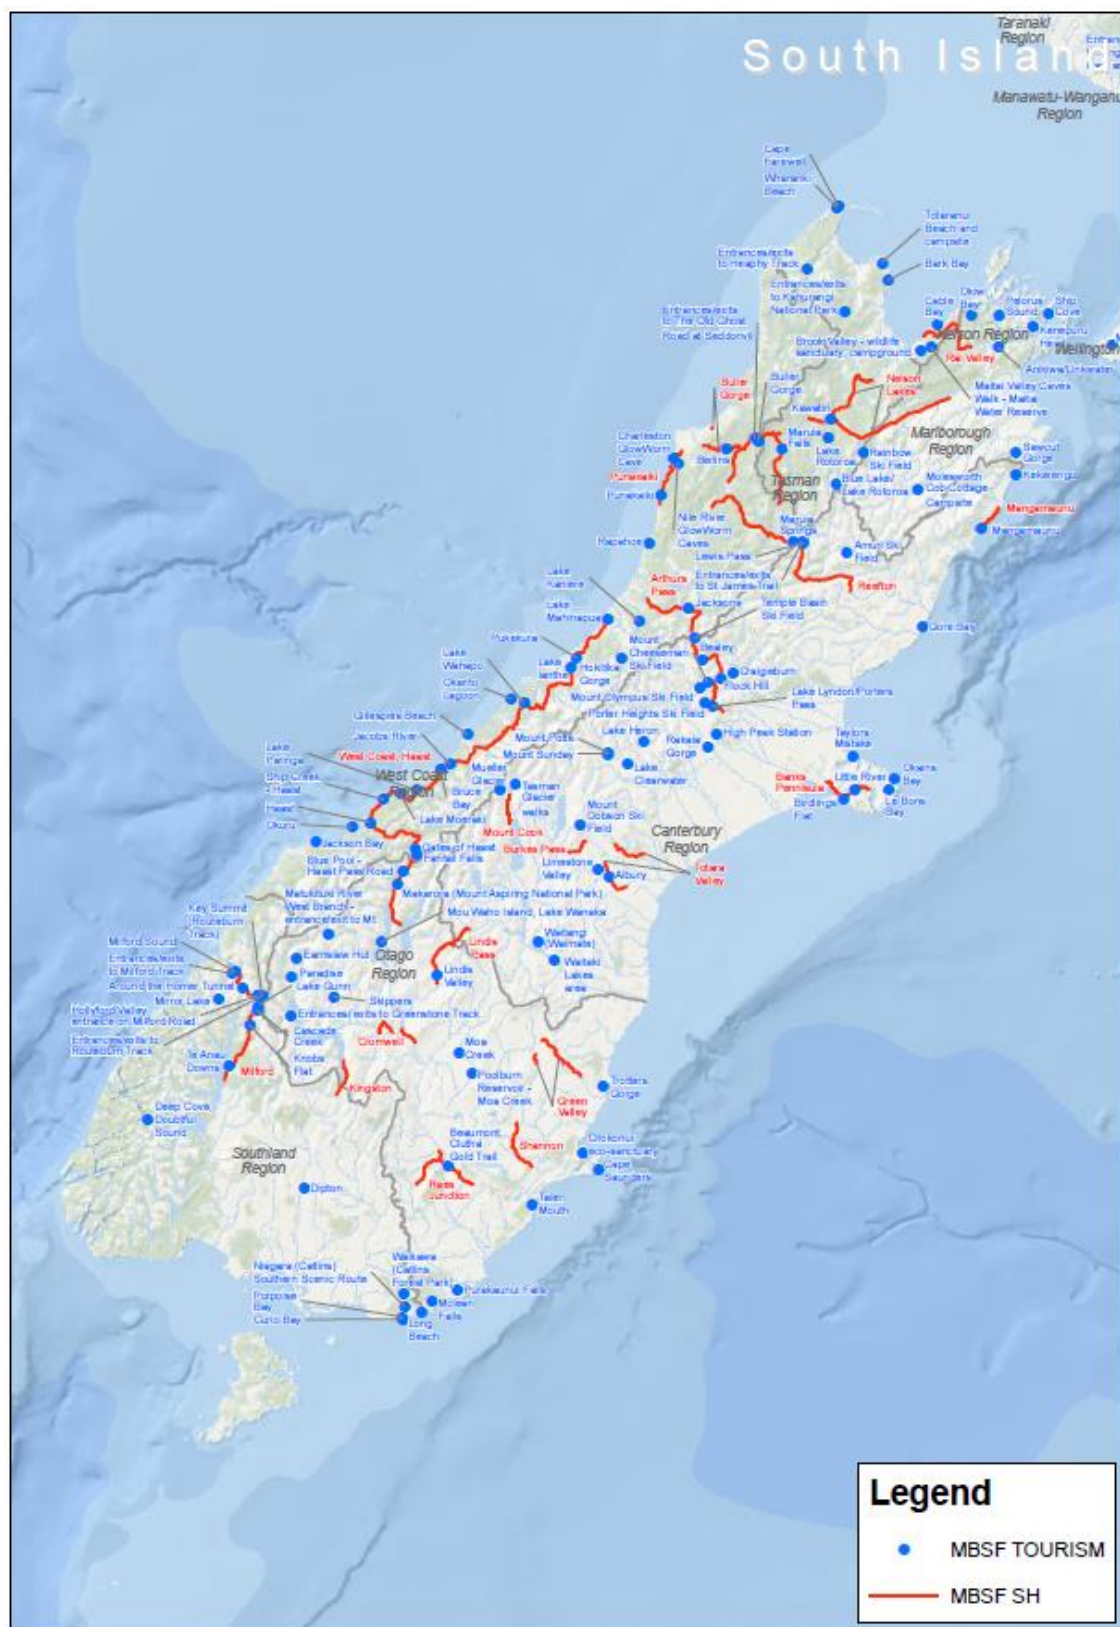 Taranaki
Region
South Island
Manawatu-Wanganu
Region
Cape
Farewell
Wharariki
Beach
Totaranui
Beach and
campsite
Entrances/exits
to Heaphy Track
Bark Bay
Entrances/exits
to Kahurangi
National Park
Entrances/exits
to The Old Ghost
Road at Seddonvil
Cable
Bay
Okiwi
Bay
Pelorus
Sound
Ship
Cove
Kenepuru
Nelson Region
Wellington
Brook Valley - wildlife
sanctuary, campground
Rai Valley
Anakiwa/Linkwater
Buller
Gorge
Buller
Gorge
Nelson
Lakes
Maitai Valley Caves
Walk - Maitai
Water Reserve
Kawatiri
Marlborough
Region
Charleston
GlowWorm
Cave
Berlins
Maruia
Falls
Lake
Rotoroa
Rainbow
Ski Field
Sawcut
Gorge
Punakaiki
Punakaiki
Tasman
Region
Blue Lake/
Lake Rotoroa
Molesworth
Cob Cottage
Campsite
Kekerengu
Mangamaunu
Mangamaunu
Nile River
GlowWorm
Caves
Maruia
Springs
Rapahoe
Lewis Pass
Amuri Ski
Field
Lake
Kaniere
Arthurs
Pass
Entrances/exits
to St James Trail
Reefton
Lake
Mahinapua
Jacksons
Temple Basin
Ski Field
Pukekura
Mount
Cheeseman
Ski Field
Bealey
Gore Bay
Lake
Wahapo
Lake
Ianthe
Hokitika
Gorge
Craigieburn
Okarito
Lagoon
Mount Olympus Ski Field
Flock Hill
Lake Lyndon/Porters
Pass
Gillespies Beach
Porter Heights Ski Field
Jacobs River
Mount Potts
Lake Heron
Rakaia
Gorge
High Peak Station
Taylors
Mistake
Lake
Paringa
West Coast, Haast
Mount Sunday
Ship Creek
- Haast
West Coast
Region
Mueller
Glacier
Lake
Clearwater
Banks
Peninsula
Little River
Okains
Bay
Haast
Bruce
Bay
Tasman
Glacier
walks
Birdlings
Flat
Le Bons
Bay
Okuru
Lake Moeraki
Mount Cook
Mount
Dobson Ski
Field
Canterbury
Region
Jackson Bay
Gates of Haast
Fantail Falls
Burkes Pass
Blue Pool -
Haast Pass Road
Limestone
Valley
Albury
Totara
Valley
Matukituki River
West Branch -
entrance/exit to Mt
Makarora (Mount Aspiring National Park)
Key Summit
(Routeburn
Track)
Mou Waho Island, Lake Wanaka
Milford Sound
Waitangi
(Waimate)
Entrances/exits
to Milford Track
Earnslaw Hut
Otago
Region
Lindis
Pass
Around the Homer Tunnel
Paradise
Lindis
Valley
Waitaki
Lakes
area
Mirror Lake
Lake Gunn
Skippers
Hollyford Valley
entrance on Milford Road
Entrances/exits to Greenstone Track
Entrances/exits to
Routeburn Track
Cascade
Creek
Cromwell
Moa
Creek
Te Anau
Downs
Milford
Knobs
Flat
Kingston
Poolburn
Reservoir -
Moa Creek
Trotters
Gorge
Green
Valley
Deep Cove
Doubtful
Sound
Beaumont,
Clutha
Gold Trail
Shannon
Orokonui
eco-sanctuary
Southland
Region
Cape
Saunders
Raes
Junction
Dipton
Taieri
Mouth
Waikawa
(Catlins
Forest Park)
Niagara (Catlins)
Southern Scenic Route
Purakaunui Falls
Porpoise
Bay
Mclean
Falls
Curio Bay
Long
Beach
Legend
MBSF TOURISM
MBSF SH